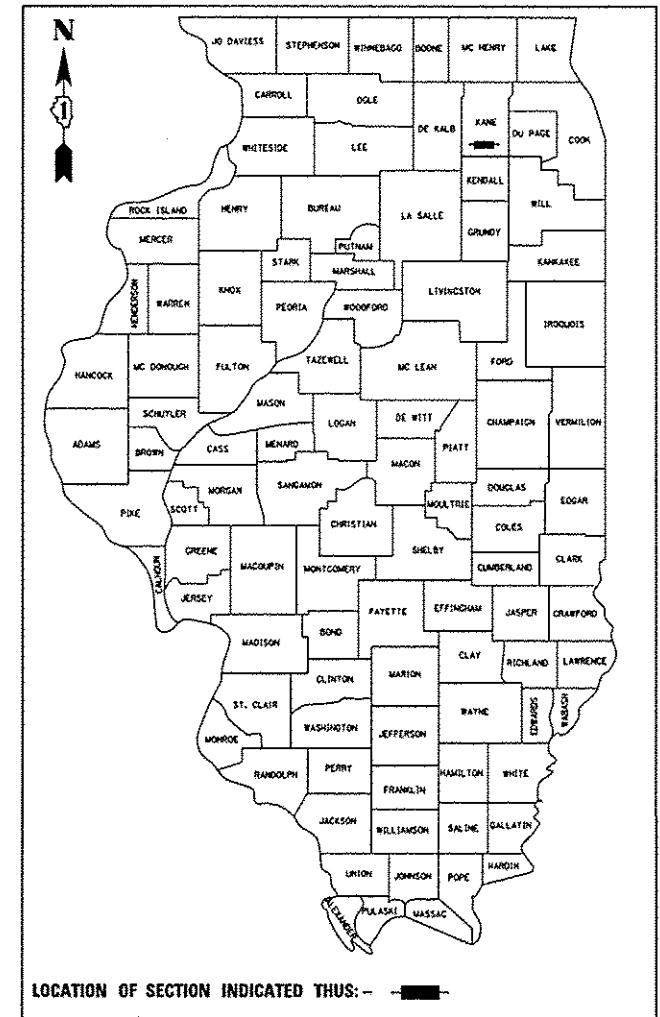 N
JO DAVIESS STEPHENSON WINNEBAGO BOONE MC HENRY LAKE
CARROLL OGLE DE KALB KANE DU PAGE COOK
1
WHITESIDE LEE
KENDALL WILL
ROCK ISLAND HENRY BUREAU LA SALLE GRUNDY
MERCER PUTNAM
STARK MARSHALL KANKAKEE
HENDERSON WARREN KNOX PEORIA WOODFORD LIVINGSTON
IROQUOIS
HANCOCK MC DONOUGH FULTON TAZEWELL MC LEAN FORD
SCHUYLER MASON LOGAN DE WITT CHAMPAIGN VERMILION
ADAMS BROWN CASS MENARD MACON PIATT
MORGAN SANGAMON DOUGLAS
PIKE SCOTT CHRISTIAN MOULTRIE EDGAR
COLES
CALHOUN GREENE MACOUPIN MONTGOMERY SHELBY CUMBERLAND CLARK
JERSEY FAYETTE EFFINGHAM JASPER CRAWFORD
MADISON BOND
CLAY RICHLAND LAWRENCE
CLINTON MARION
ST. CLAIR WAYNE EDWARDS WABASH
MONROE WASHINGTON JEFFERSON
RANDOLPH PERRY HAMILTON WHITE
FRANKLIN
JACKSON WILLIAMSON SALINE GALLATIN
UNION JOHNSON POPE HARDIN
ALEXANDER PULASKI MASSAC
LOCATION OF SECTION INDICATED THUS:-